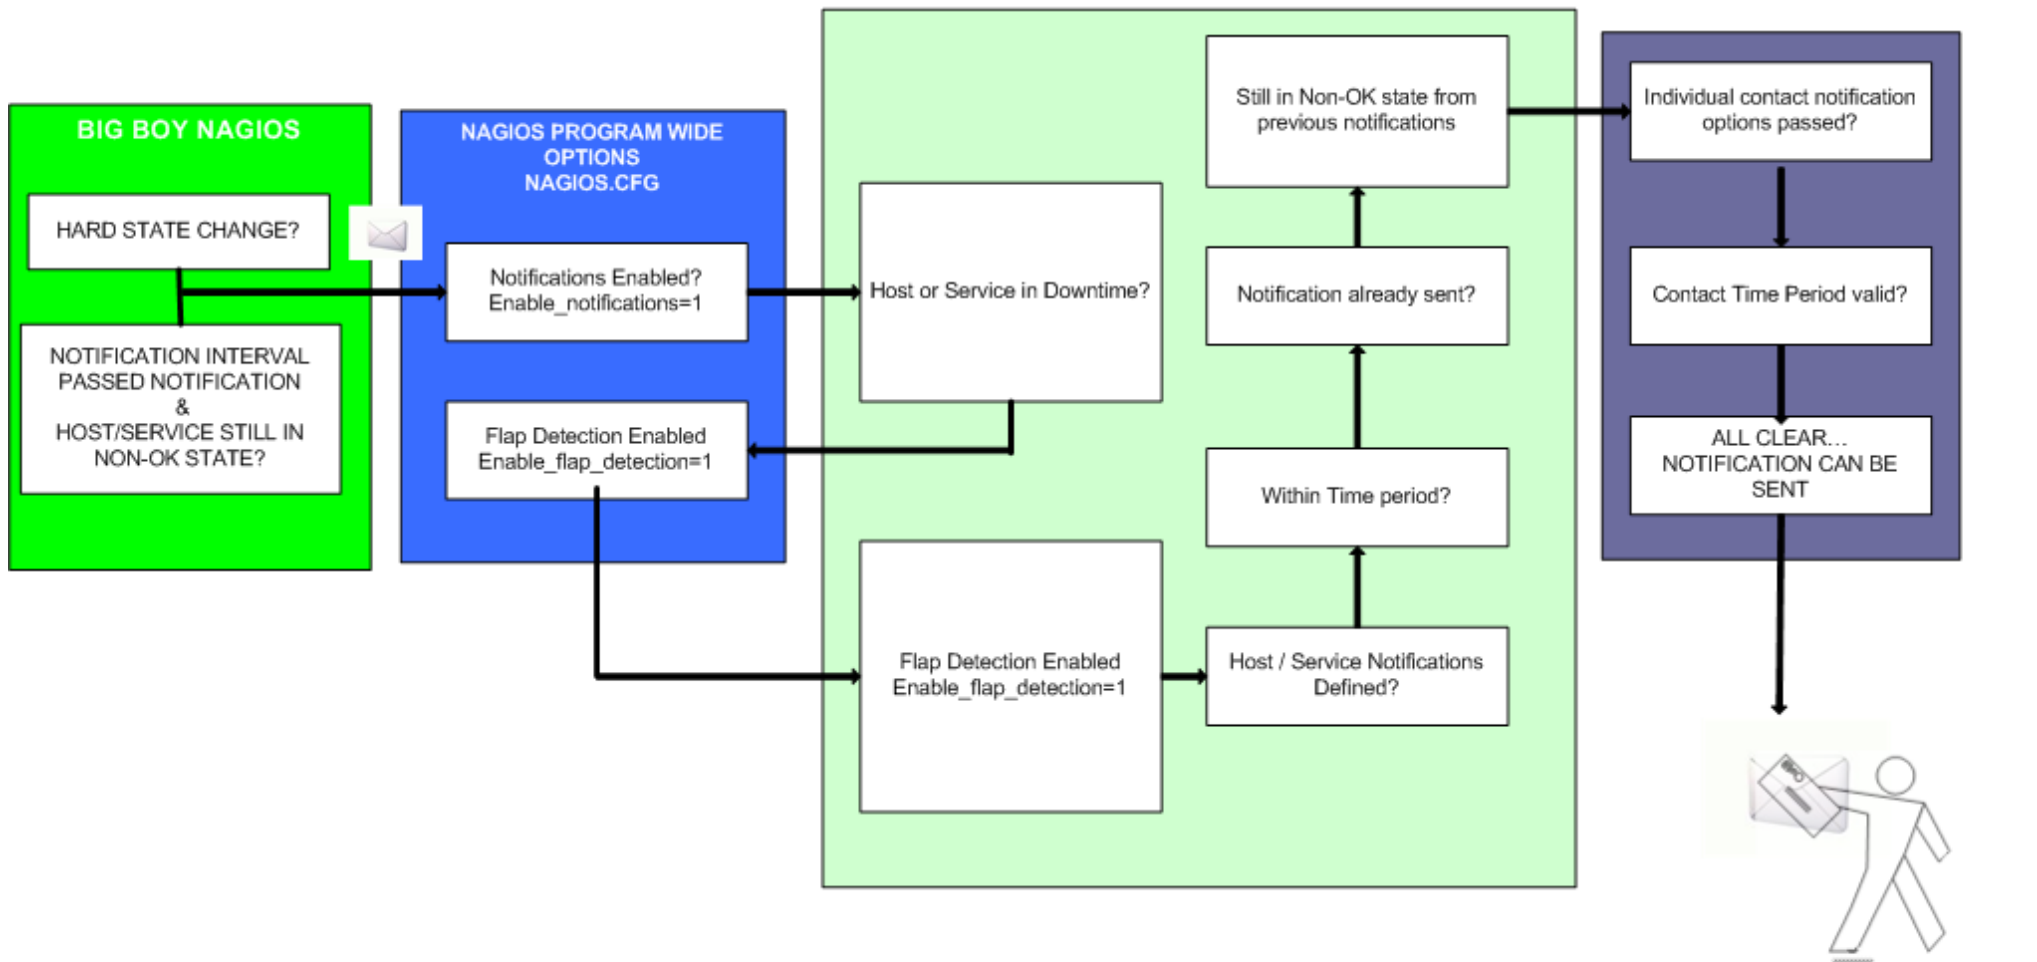 BIG BOY NAGIOS
HARD STATE CHANGE?
NOTIFICATION INTERVAL
PASSED NOTIFICATION
&
HOST/SERVICE STILL IN
NON-OK STATE?
NAGIOS PROGRAM WIDE
OPTIONS
NAGIOS.CFG
Notifications Enabled?
Enable_notifications=1
Flap Detection Enabled
Enable_flap_detection=1
Host or Service in Downtime?
Flap Detection Enabled
Enable_flap_detection=1
Host / Service Notifications
Defined?
Within Time period?
Notification already sent?
Still in Non-OK state from
previous notifications
Individual contact notification
options passed?
Contact Time Period valid?
ALL CLEAR...
NOTIFICATION CAN BE
SENT